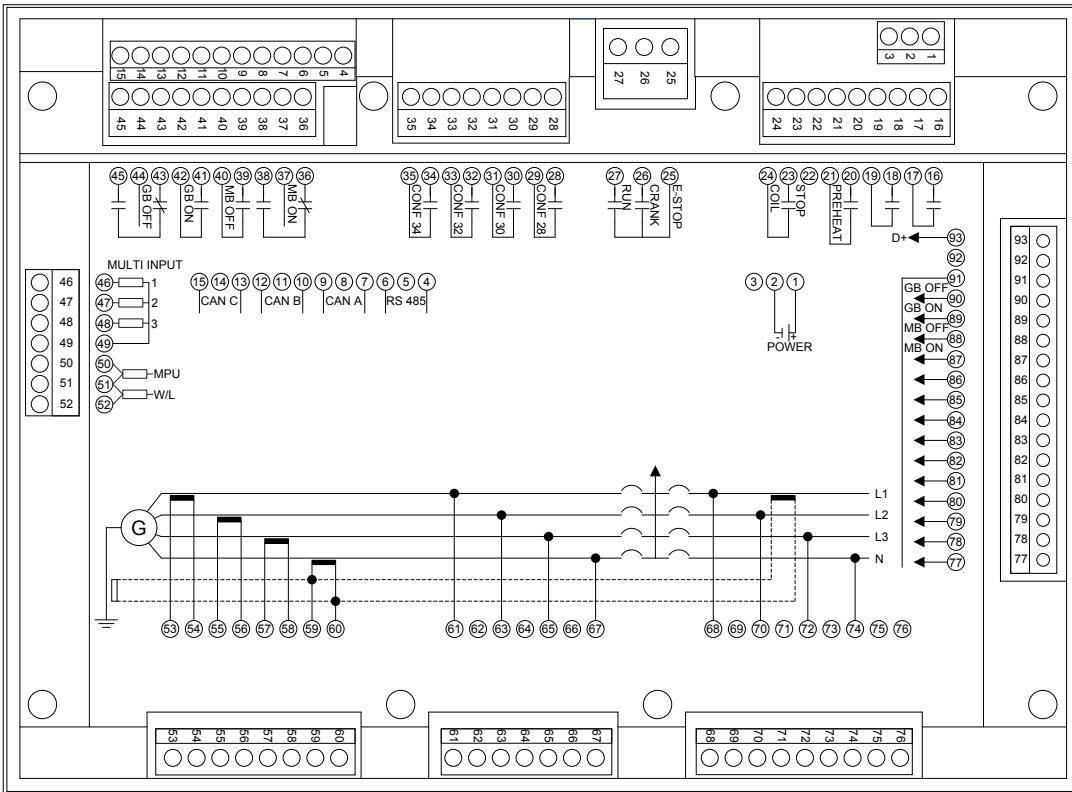 3 2 1
15 14 13 12 11 10 9 8 7 6 5 4
27 26 25
45 44 43 42 41 40 39 38 37 36
35 34 33 32 31 30 29 28
24 23 22 21 20 19 18 17 16
45 44 43 42 41 40 39 38 37 36
35 34 33 32 31 30 29 28
27 26 25
24 23 22 21 20 19 18 17 16
GB OFF
GB ON
MB OFF
MB ON
CONF 34
CONF 32
CONF 30
CONF 28
RUN
CRANK
E-STOP
COIL
STOP
PREHEAT
D+ 93
92
91
GB OFF 90
GB ON 89
MB OFF 88
MB ON 87
86
85
84
83
82
81
80
79
78
77
93
92
91
90
89
88
87
86
85
84
83
82
81
80
79
78
77
46
47
48
49
50
51
52
MULTI INPUT
46 1
47 2
48 3
49
50 MPU
51 W/L
52
15 14 13 12 11 10 9 8 7 6 5 4
CAN C CAN B CAN A RS 485
3 2 1
- +
POWER
G
L1
L2
L3
N
53 54 55 56 57 58 59 60
61 62 63 64 65 66 67
68 69 70 71 72 73 74 75 76
53 54 55 56 57 58 59 60
61 62 63 64 65 66 67
68 69 70 71 72 73 74 75 76